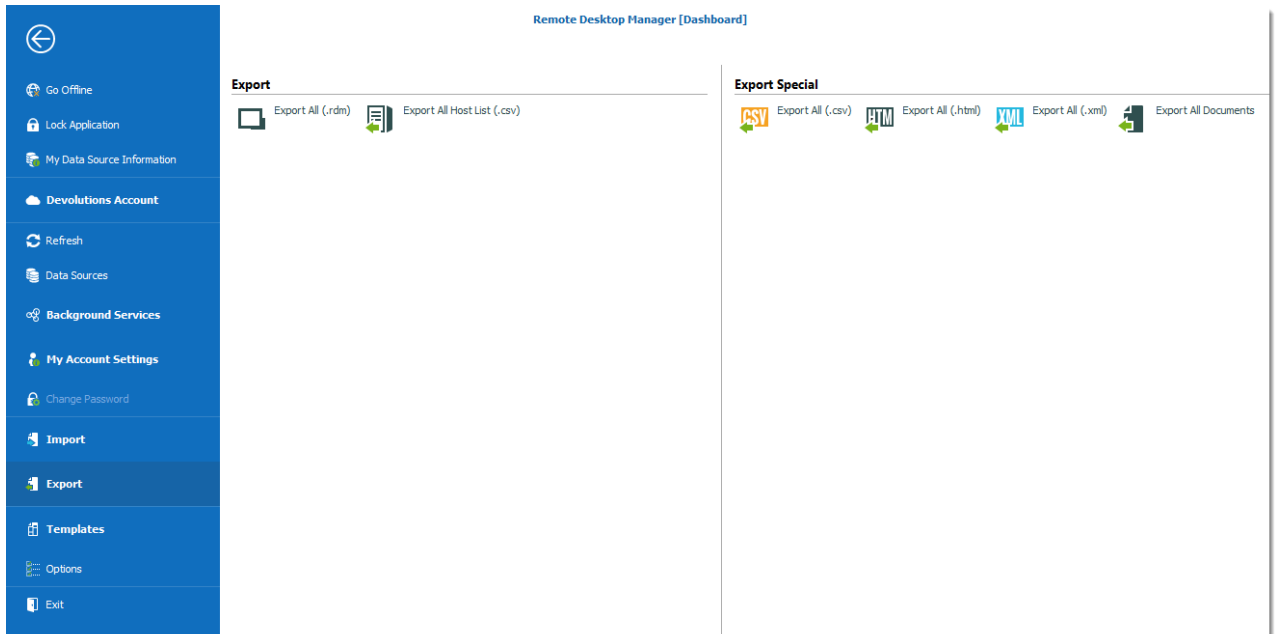 Remote Desktop Manager [Dashboard]
Go Offline
Lock Application
My Data Source Information
Devolutions Account
Refresh
Data Sources
Background Services
My Account Settings
Change Password
Import
Export
Templates
Options
Exit
Export
Export All (.rdm)
Export All Host List (.csv)
Export Special
CSV
Export All (.csv)
HTM
Export All (.html)
XML
Export All (.xml)
Export All Documents